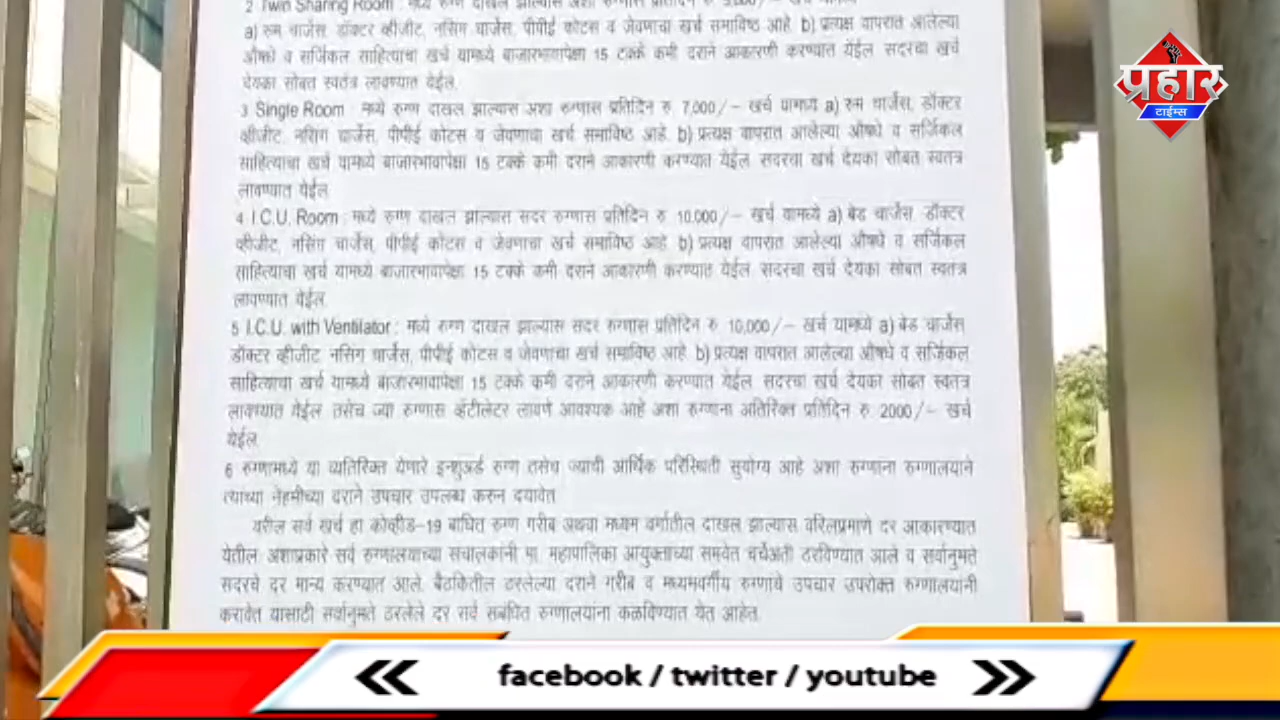 2 Twin Sharing Room : मध्ये रुग्ण दाखल झाल्यास अशा रुग्णास प्रतिदिन रु 5,000/- खर्च यामध्ये
a) रुम चार्जेस, डॉक्टर व्हीजीट, नर्सिंग चार्जेस, पीपीई कीटस व जेवणाचा खर्च समाविष्ठ आहे. b) प्रत्यक्ष वापरात आलेल्या
औषधे व सर्जिकल साहित्याचा खर्च यामध्ये बाजारभावापेक्षा 15 टक्के कमी दराने आकारणी करण्यात येईल सदरचा खर्च
देयका सोबत स्वतंत्र लावण्यात येईल.
3 Single Room : मध्ये रुग्ण दाखल झाल्यास अशा रुग्णास प्रतिदिन रु 7,000/- खर्च यामध्ये a) रुम चार्जेस, डॉक्टर
व्हीजीट, नर्सिंग चार्जेस, पीपीई कीटस व जेवणाचा खर्च समाविष्ठ आहे. b) प्रत्यक्ष वापरात आलेल्या औषधे व सर्जिकल
साहित्याचा खर्च यामध्ये बाजारभावापेक्षा 15 टक्के कमी दराने आकारणी करण्यात येईल सदरचा खर्च देयका सोबत स्वतंत्र
लावण्यात येईल
4 I.C.U. Room : मध्ये रुग्ण दाखल झाल्यास सदर रुग्णास प्रतिदिन रु 10,000/- खर्च यामध्ये a) बेड चार्जेस, डॉक्टर
व्हीजीट, नर्सिंग चार्जेस, पीपीई कीटस व जेवणाचा खर्च समाविष्ठ आहे b) प्रत्यक्ष वापरात आलेल्या औषधे व सर्जिकल
साहित्याचा खर्च यामध्ये बाजारभावापेक्षा 15 टक्के कमी दराने आकारणी करण्यात येईल सदरचा खर्च देयका सोबत स्वतंत्र
लावण्यात येईल
5 I.C.U. with Ventilator : मध्ये रुग्ण दाखल झाल्यास सदर रुग्णास प्रतिदिन रु 10,000/- खर्च यामध्ये a) बेड चार्जेस,
डॉक्टर व्हीजीट नर्सिंग चार्जेस, पीपीई कीटस व जेवणाचा खर्च समाविष्ठ आहे b) प्रत्यक्ष वापरात आलेल्या औषधे व सर्जिकल
साहित्याचा खर्च यामध्ये बाजारभावापेक्षा 15 टक्के कमी दराने आकारणी करण्यात येईल सदरचा खर्च देयका सोबत स्वतंत्र
लावण्यात येईल तसेच ज्या रुग्णास व्हेंटीलेटर लावणे आवश्यक आहे अशा रुग्णांना अतिरिक्त प्रतिदिन रु 2000/- खर्च
येईल.
6 रुग्णांमध्ये या व्यतिरिक्त येणारे इन्शुअर्ड रुग्ण तसेच ज्यांची आर्थिक परिस्थिती सुयोग्य आहे अशा रुग्णांना रुग्णालयाने
त्यांच्या नेहमीच्या दराने उपचार उपलब्ध करुन दयावेत
वरील सर्व खर्च हा कोव्हीड-19 बाधित रुग्ण गरीब अथवा मध्यम वर्गातील दाखल झाल्यास वरिलप्रमाणे दर आकारण्यात
येतील अशाप्रकारे सर्व रुग्णालयाच्या संचालकांनी मा. महापालिका आयुक्तांच्या समवेत चर्चेअंती ठरविण्यात आले व सर्वानुमते
सदरचे दर मान्य करण्यात आले. बैठकितील ठरलेल्या दराने गरीब व मध्यमवर्गीय रुग्णांचे उपचार उपरोक्त रुग्णालयांनी
करावेत यासाटी सर्वानुमते ठरलेले दर सर्व संबंधित रुग्णालयांना कळविण्यात येत आहेत.
प्रहार
टाईम्स
facebook / twitter / youtube